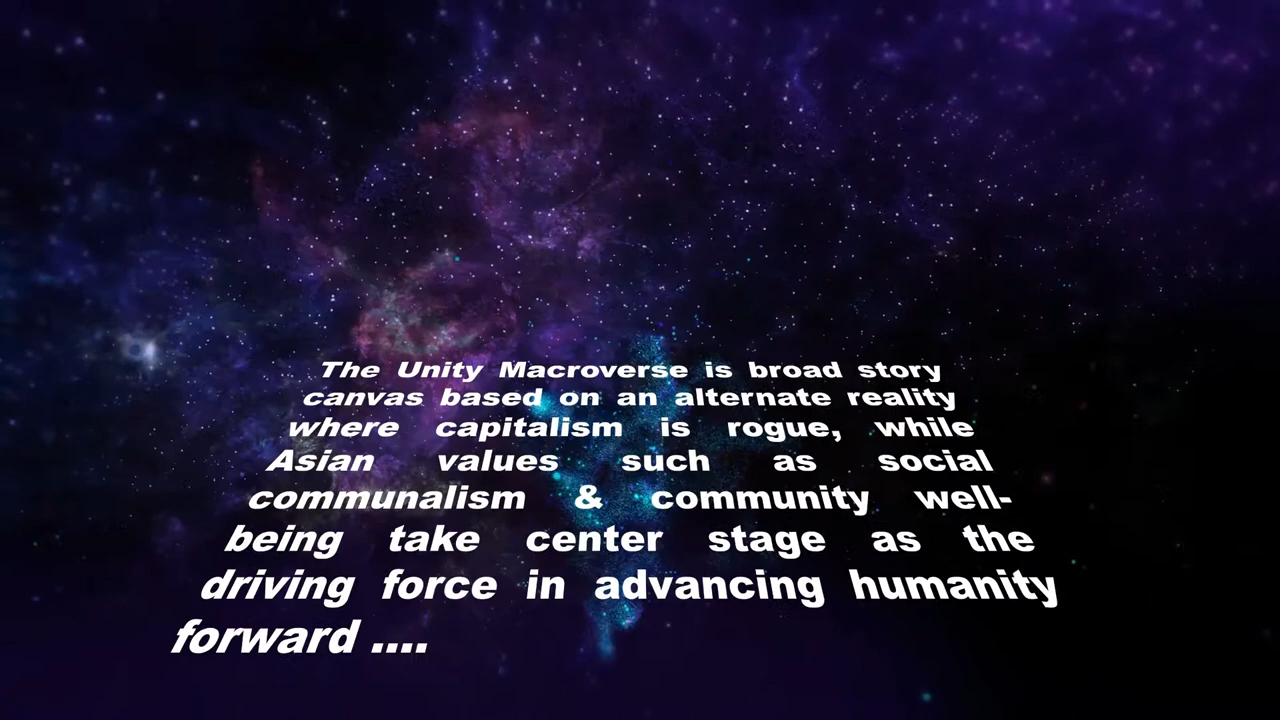 The Unity Macroverse is broad story
canvas based on an alternate reality
where capitalism is rogue, while
Asian values such as social
communalism & community well-
being take center stage as the
driving force in advancing humanity
forward ....